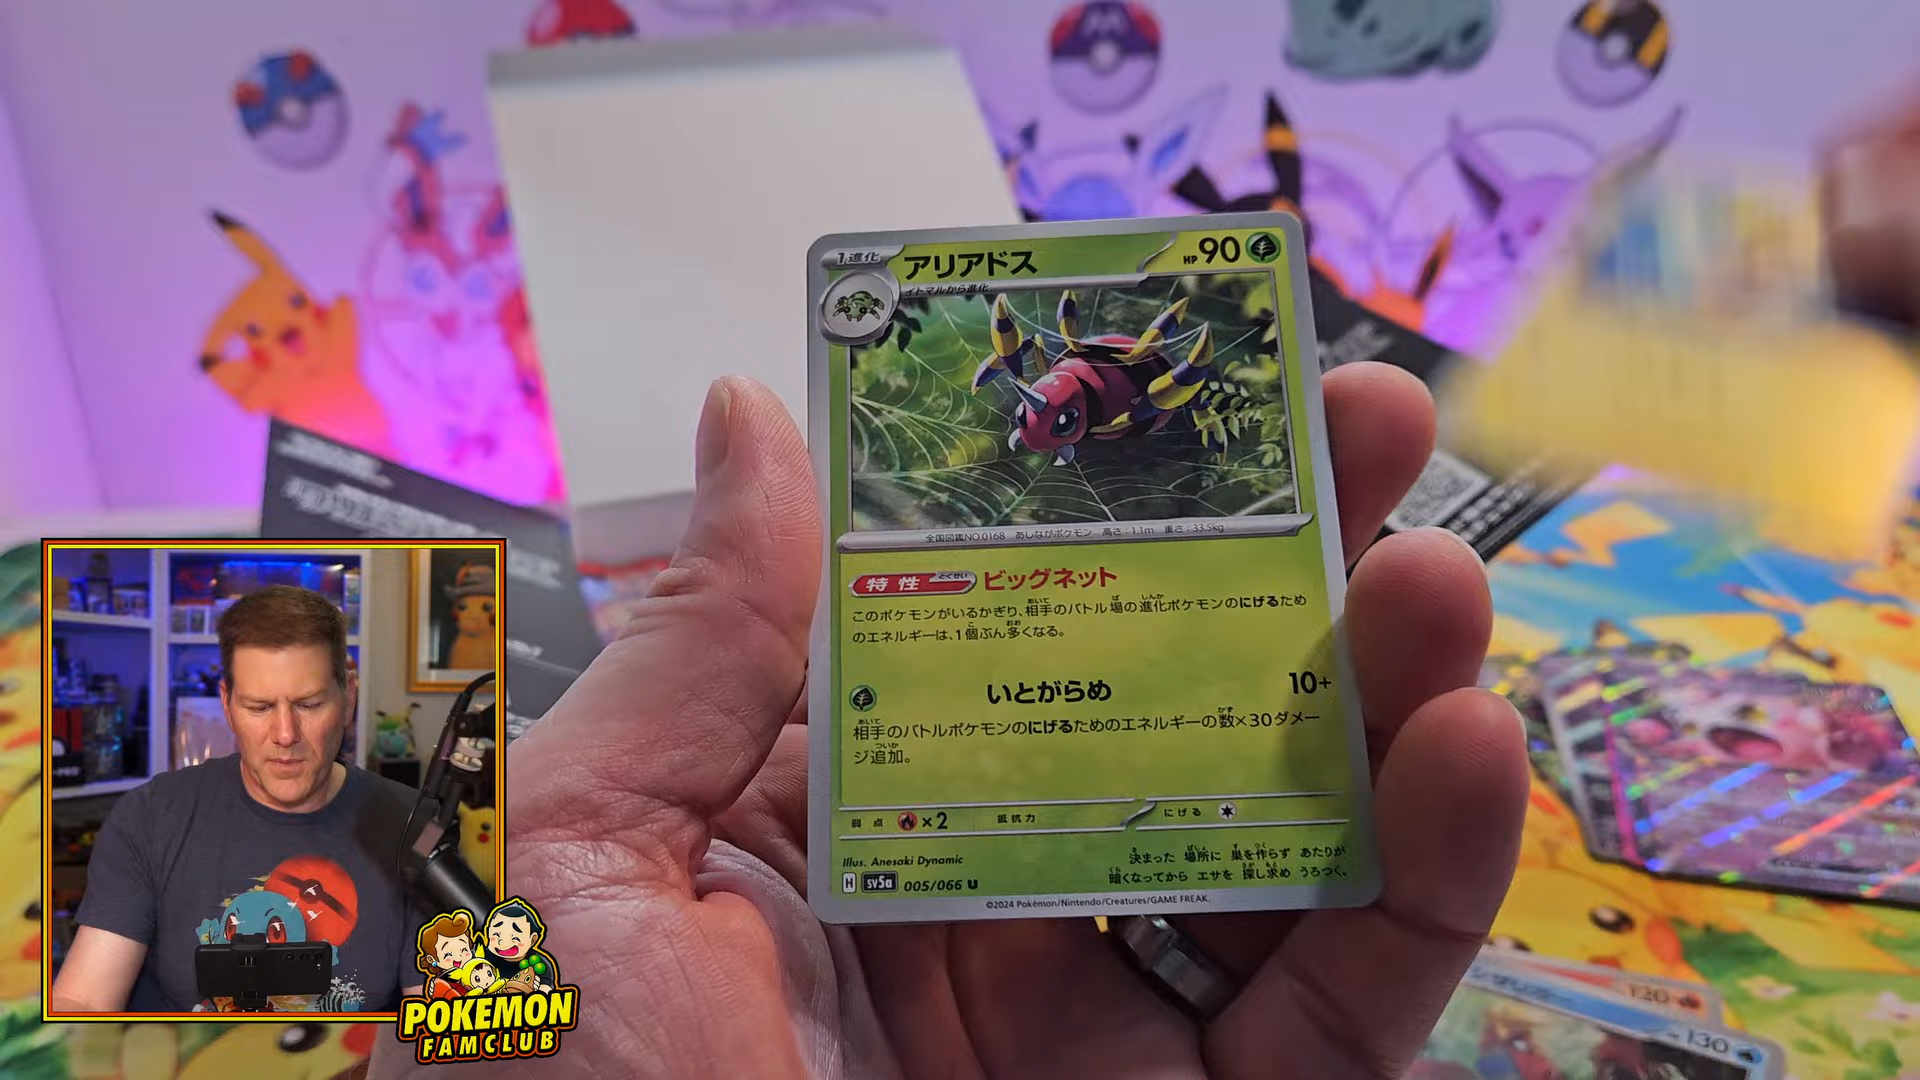 1進化
アリアドス
HP 90
イトマルから進化
全国図鑑NO.0168 あしながポケモン 高さ:1.1m 重さ:33.5kg
特性 とくせい ビッグネット
このポケモンがいるかぎり、相手のバトル場の進化ポケモンのにげるため
のエネルギーは、1個ぶん多くなる。
いとがらめ 10+
相手のバトルポケモンのにげるためのエネルギーの数×30ダメー
ジ追加。
弱点 ×2 抵抗力 にげる
Illus. Anesaki Dynamic
決まった 場所に 巣を作らず あたりが
暗くなってから エサを 探し求め うろつく。
H sv5a 005/066 U
©2024 Pokémon/Nintendo/Creatures/GAME FREAK.
120
130
POKEMON
FAMCLUB